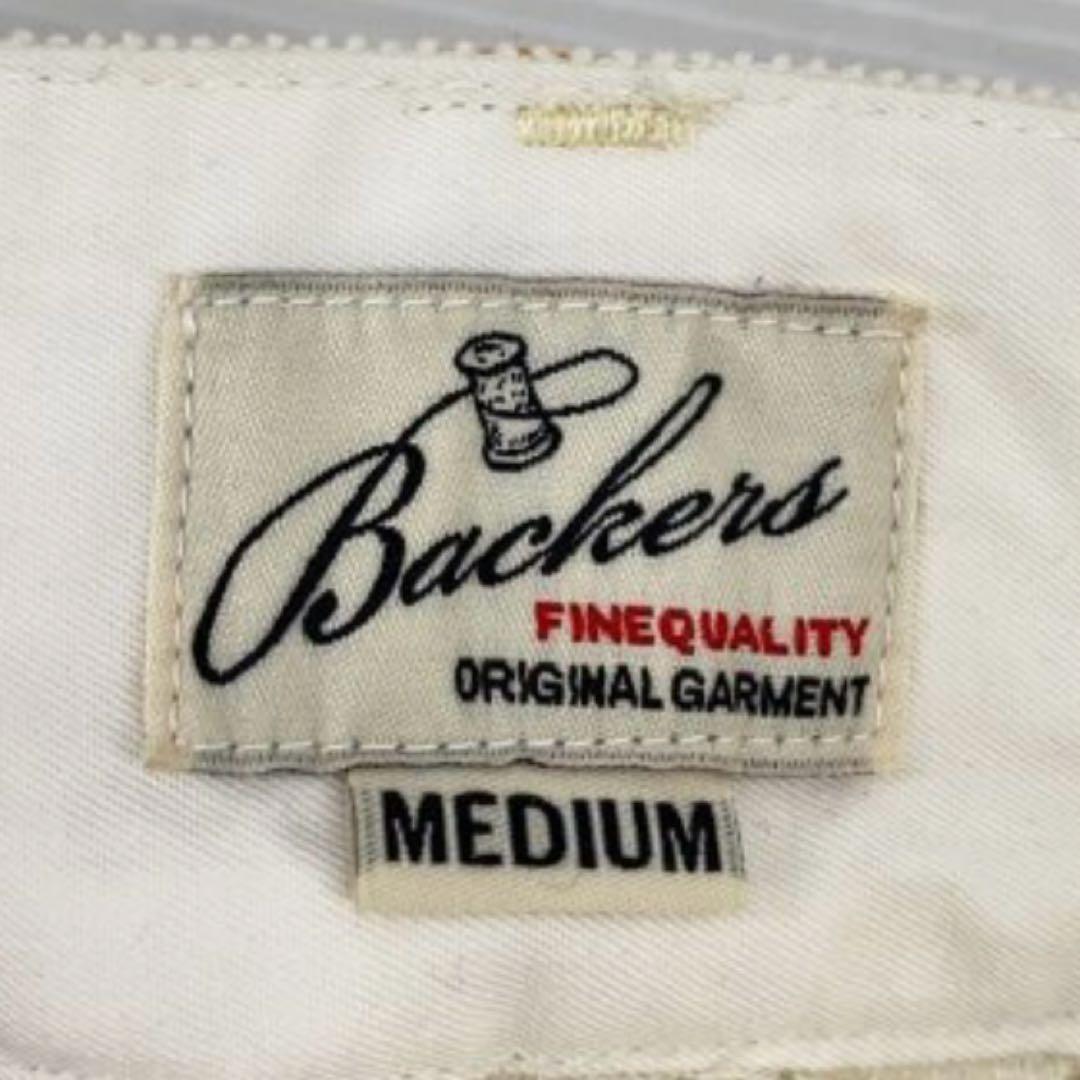 Backers
FINEQUALITY
ORIGINAL GARMENT
MEDIUM